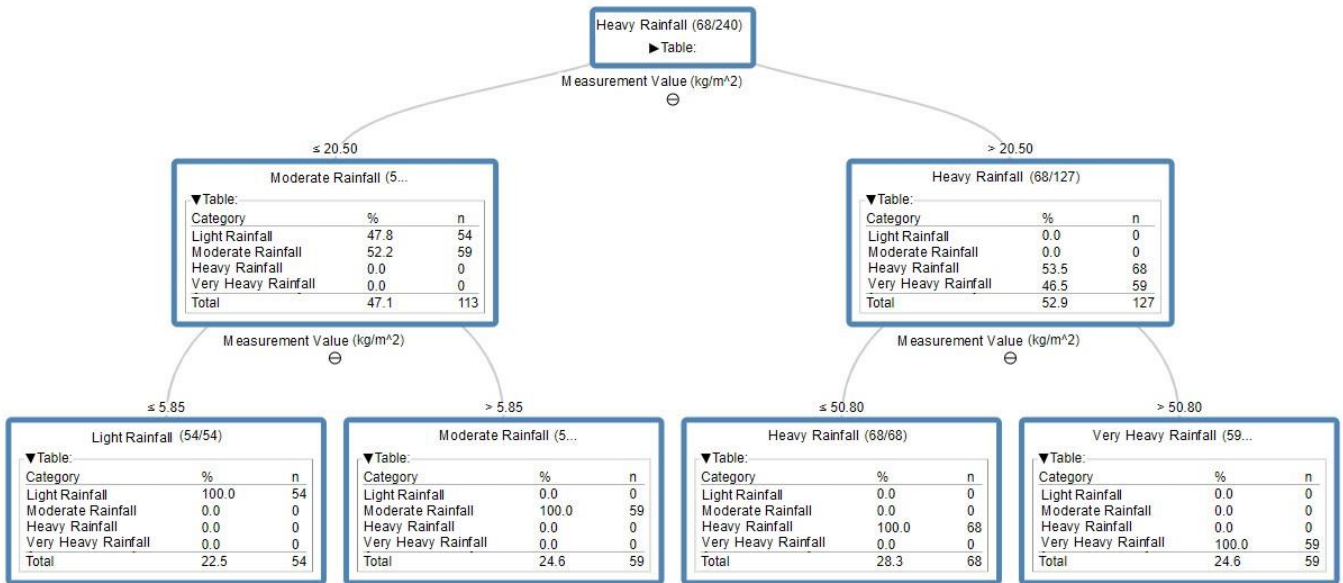 Heavy Rainfall (68/240)
▶Table:
Measurement Value (kg/m^2)
≤ 20.50
> 20.50
Moderate Rainfall (5...
▼Table:
Category % n
Light Rainfall 47.8 54
Moderate Rainfall 52.2 59
Heavy Rainfall 0.0 0
Very Heavy Rainfall 0.0 0
Total 47.1 113
Heavy Rainfall (68/127)
▼Table:
Category % n
Light Rainfall 0.0 0
Moderate Rainfall 0.0 0
Heavy Rainfall 53.5 68
Very Heavy Rainfall 46.5 59
Total 52.9 127
Measurement Value (kg/m^2)
Measurement Value (kg/m^2)
≤ 5.85
> 5.85
≤ 50.80
> 50.80
Light Rainfall (54/54)
▼Table:
Category % n
Light Rainfall 100.0 54
Moderate Rainfall 0.0 0
Heavy Rainfall 0.0 0
Very Heavy Rainfall 0.0 0
Total 22.5 54
Moderate Rainfall (5...
▼Table:
Category % n
Light Rainfall 0.0 0
Moderate Rainfall 100.0 59
Heavy Rainfall 0.0 0
Very Heavy Rainfall 0.0 0
Total 24.6 59
Heavy Rainfall (68/68)
▼Table:
Category % n
Light Rainfall 0.0 0
Moderate Rainfall 0.0 0
Heavy Rainfall 100.0 68
Very Heavy Rainfall 0.0 0
Total 28.3 68
Very Heavy Rainfall (59...
▼Table:
Category % n
Light Rainfall 0.0 0
Moderate Rainfall 0.0 0
Heavy Rainfall 0.0 0
Very Heavy Rainfall 100.0 59
Total 24.6 59